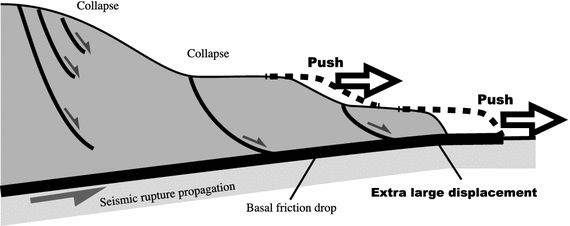 Collapse
Collapse
Push
Push
Extra large displacement
Basal friction drop
Seismic rupture propagation